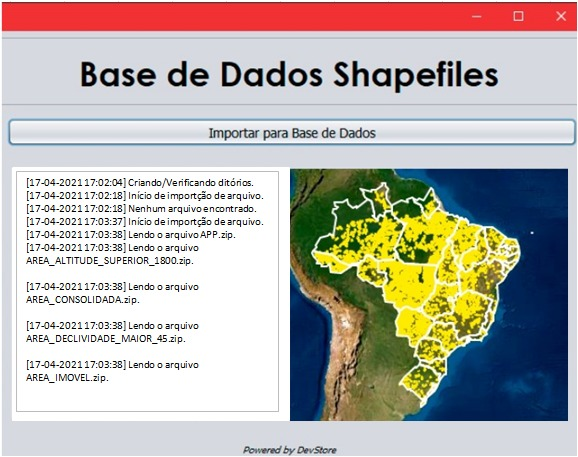 Base de Dados Shapefiles
Importar para Base de Dados
[17-04-2021 17:02:04] Criando/Verificando ditórios.
[17-04-2021 17:02:18] Início de importção de arquivo.
[17-04-2021 17:02:18] Nenhum arquivo encontrado.
[17-04-2021 17:03:37] Início de importção de arquivo.
[17-04-2021 17:03:38] Lendo o arquivo APP.zip.
[17-04-2021 17:03:38] Lendo o arquivo
AREA_ALTITUDE_SUPERIOR_1800.zip.
[17-04-2021 17:03:38] Lendo o arquivo
AREA_CONSOLIDADA.zip.
[17-04-2021 17:03:38] Lendo o arquivo
AREA_DECLIVIDADE_MAIOR_45.zip.
[17-04-2021 17:03:38] Lendo o arquivo
AREA_IMOVEL.zip.
Powered by DevStore